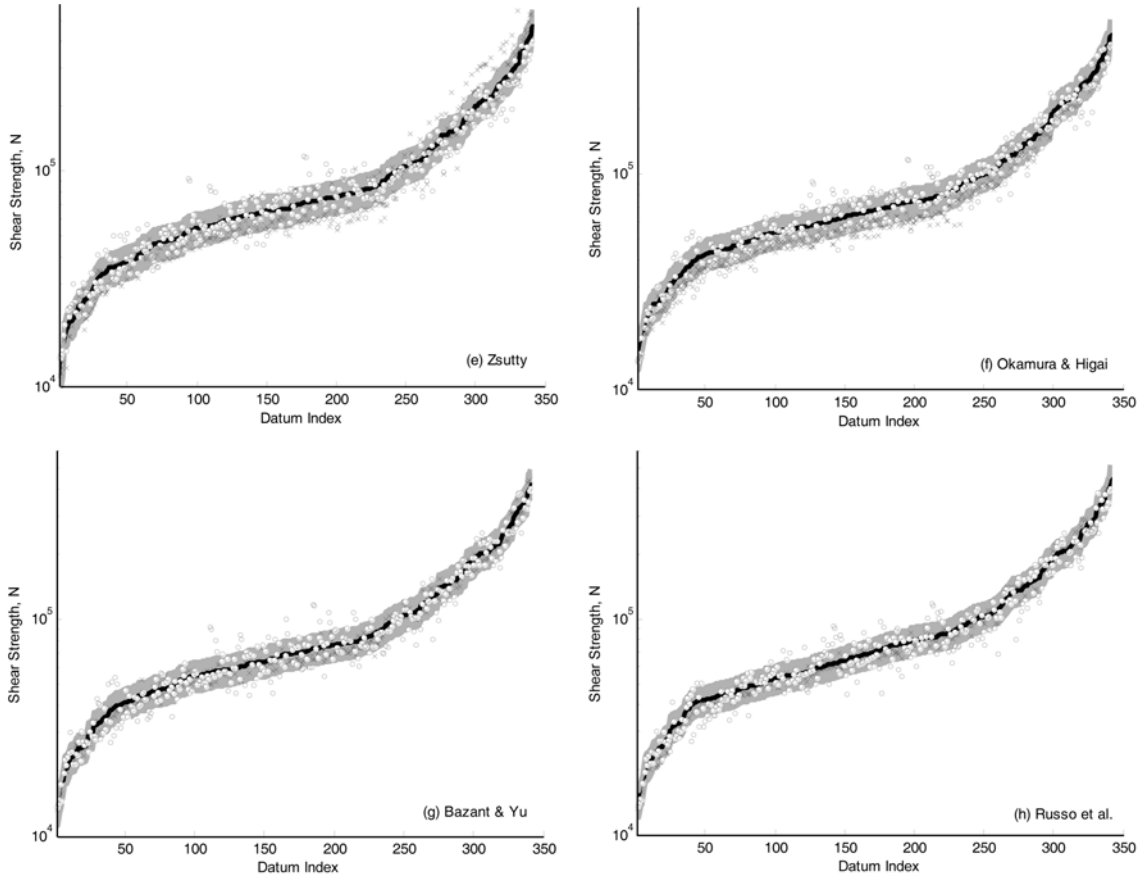 Shear Strength, N
10^5
10^4
(e) Zsutty
50 100 150 200 250 300 350
Datum Index
Shear Strength, N
10^5
10^4
(f) Okamura & Higai
50 100 150 200 250 300 350
Datum Index
Shear Strength, N
10^5
10^4
(g) Bazant & Yu
50 100 150 200 250 300 350
Datum Index
Shear Strength, N
10^5
10^4
(h) Russo et al.
50 100 150 200 250 300 350
Datum Index